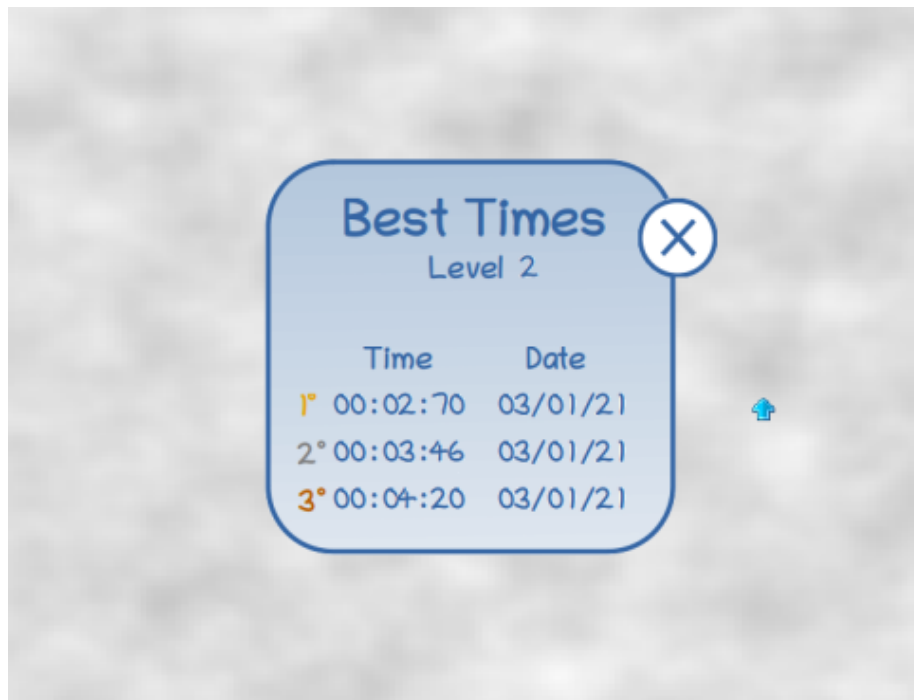 Best Times
Level 2
Time Date
1° 00:02:70 03/01/21
2° 00:03:46 03/01/21
3° 00:04:20 03/01/21